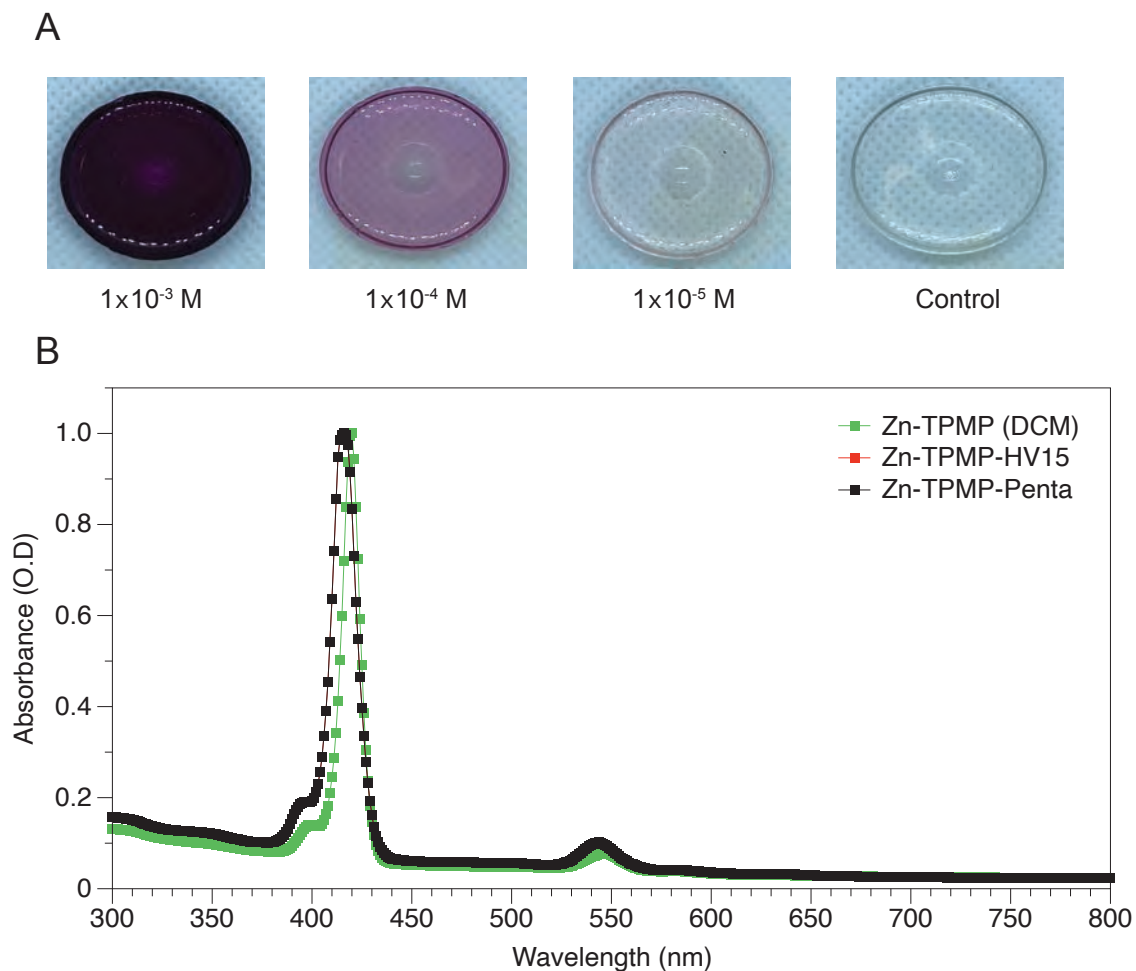 A
1x10⁻³ M
1x10⁻⁴ M
1x10⁻⁵ M
Control
B
Zn-TPMP (DCM)
Zn-TPMP-HV15
Zn-TPMP-Penta
1.0
0.8
0.6
0.4
0.2
0
Absorbance (O.D)
300 350 400 450 500 550 600 650 700 750 800
Wavelength (nm)